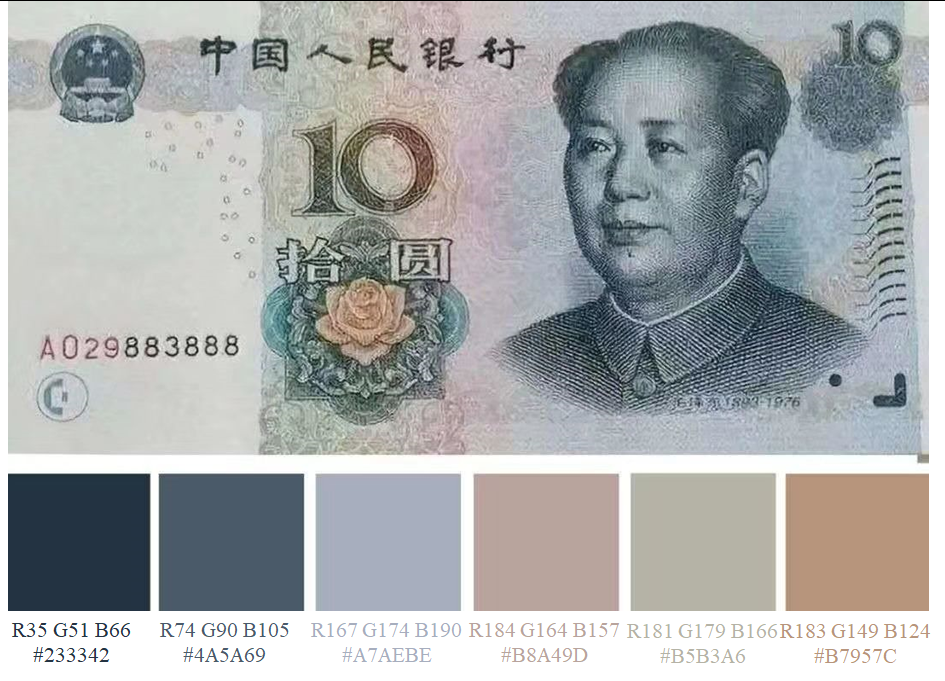 中国人民银行
10
10
拾 圆
A029883888
毛泽东 1893-1976
R35 G51 B66
#233342
R74 G90 B105
#4A5A69
R167 G174 B190
#A7AEBE
R184 G164 B157
#B8A49D
R181 G179 B166
#B5B3A6
R183 G149 B124
#B7957C